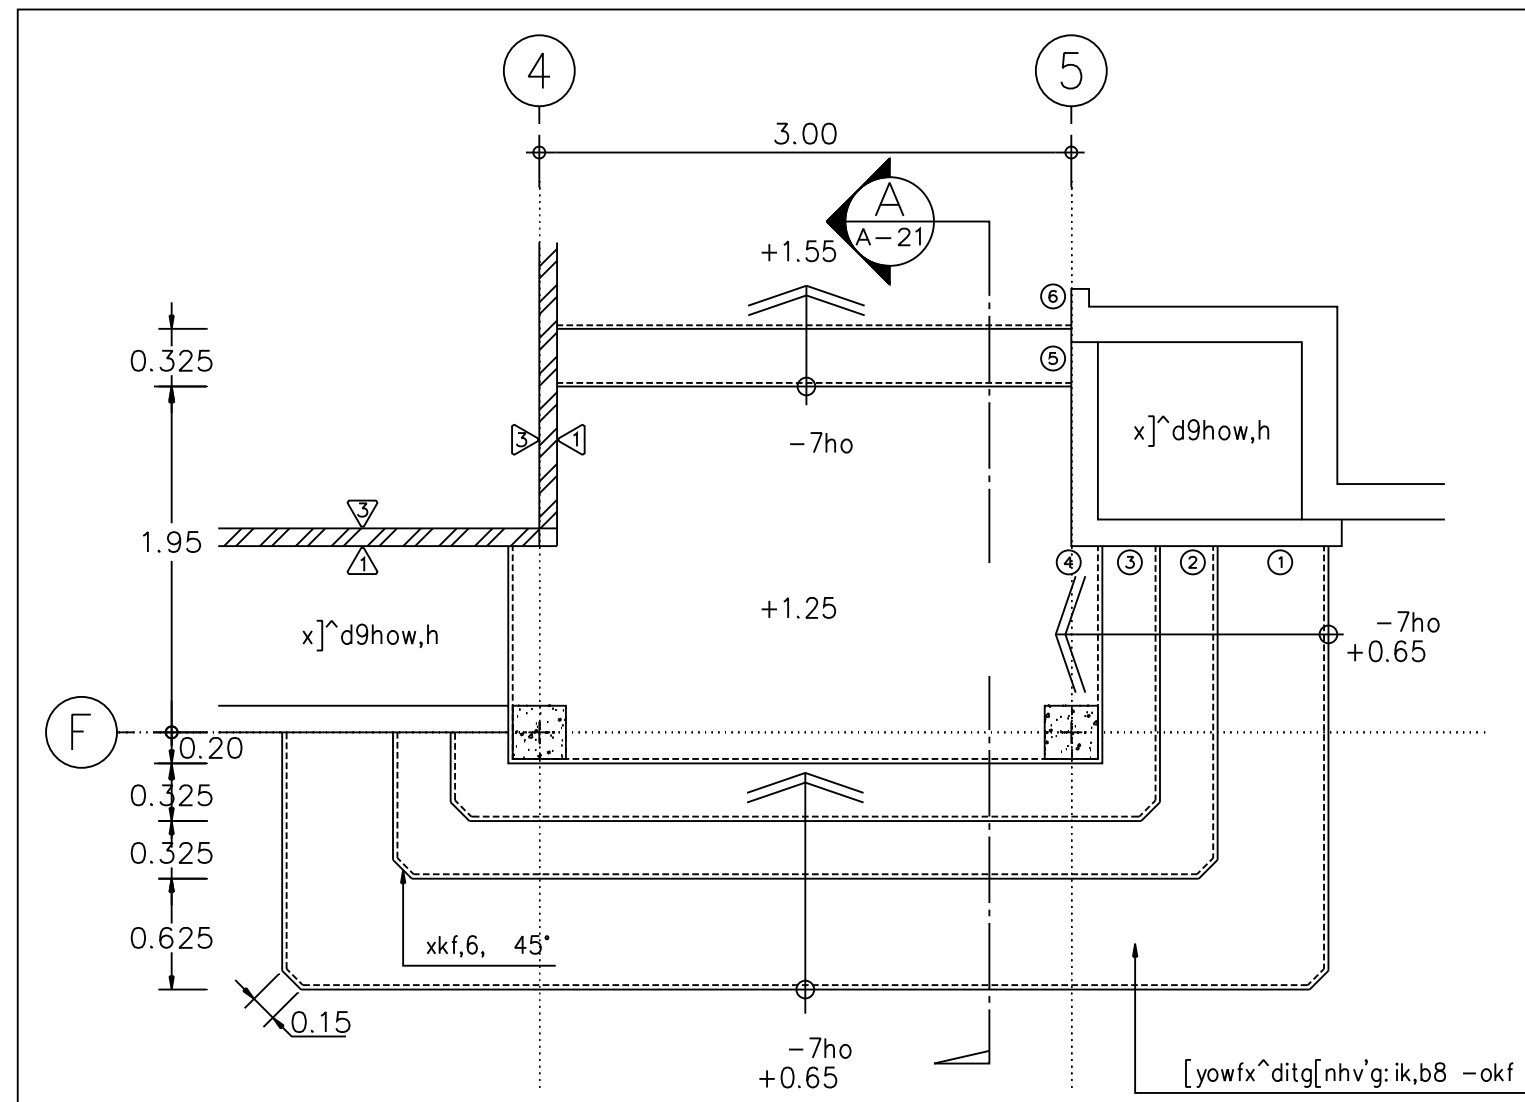 4
5
3.00
A
A-21
+1.55
6
0.325
5
x]^d9how,h
3
1
-7ho
3
1.95
1
4
3
2
1
+1.25
-7ho
+0.65
x]^d9how,h
F
0.20
0.325
0.325
0.625
xkf,6, 45°
0.15
-7ho
+0.65
[yowfx^ditg[nhv'g:ik,b8 -okf